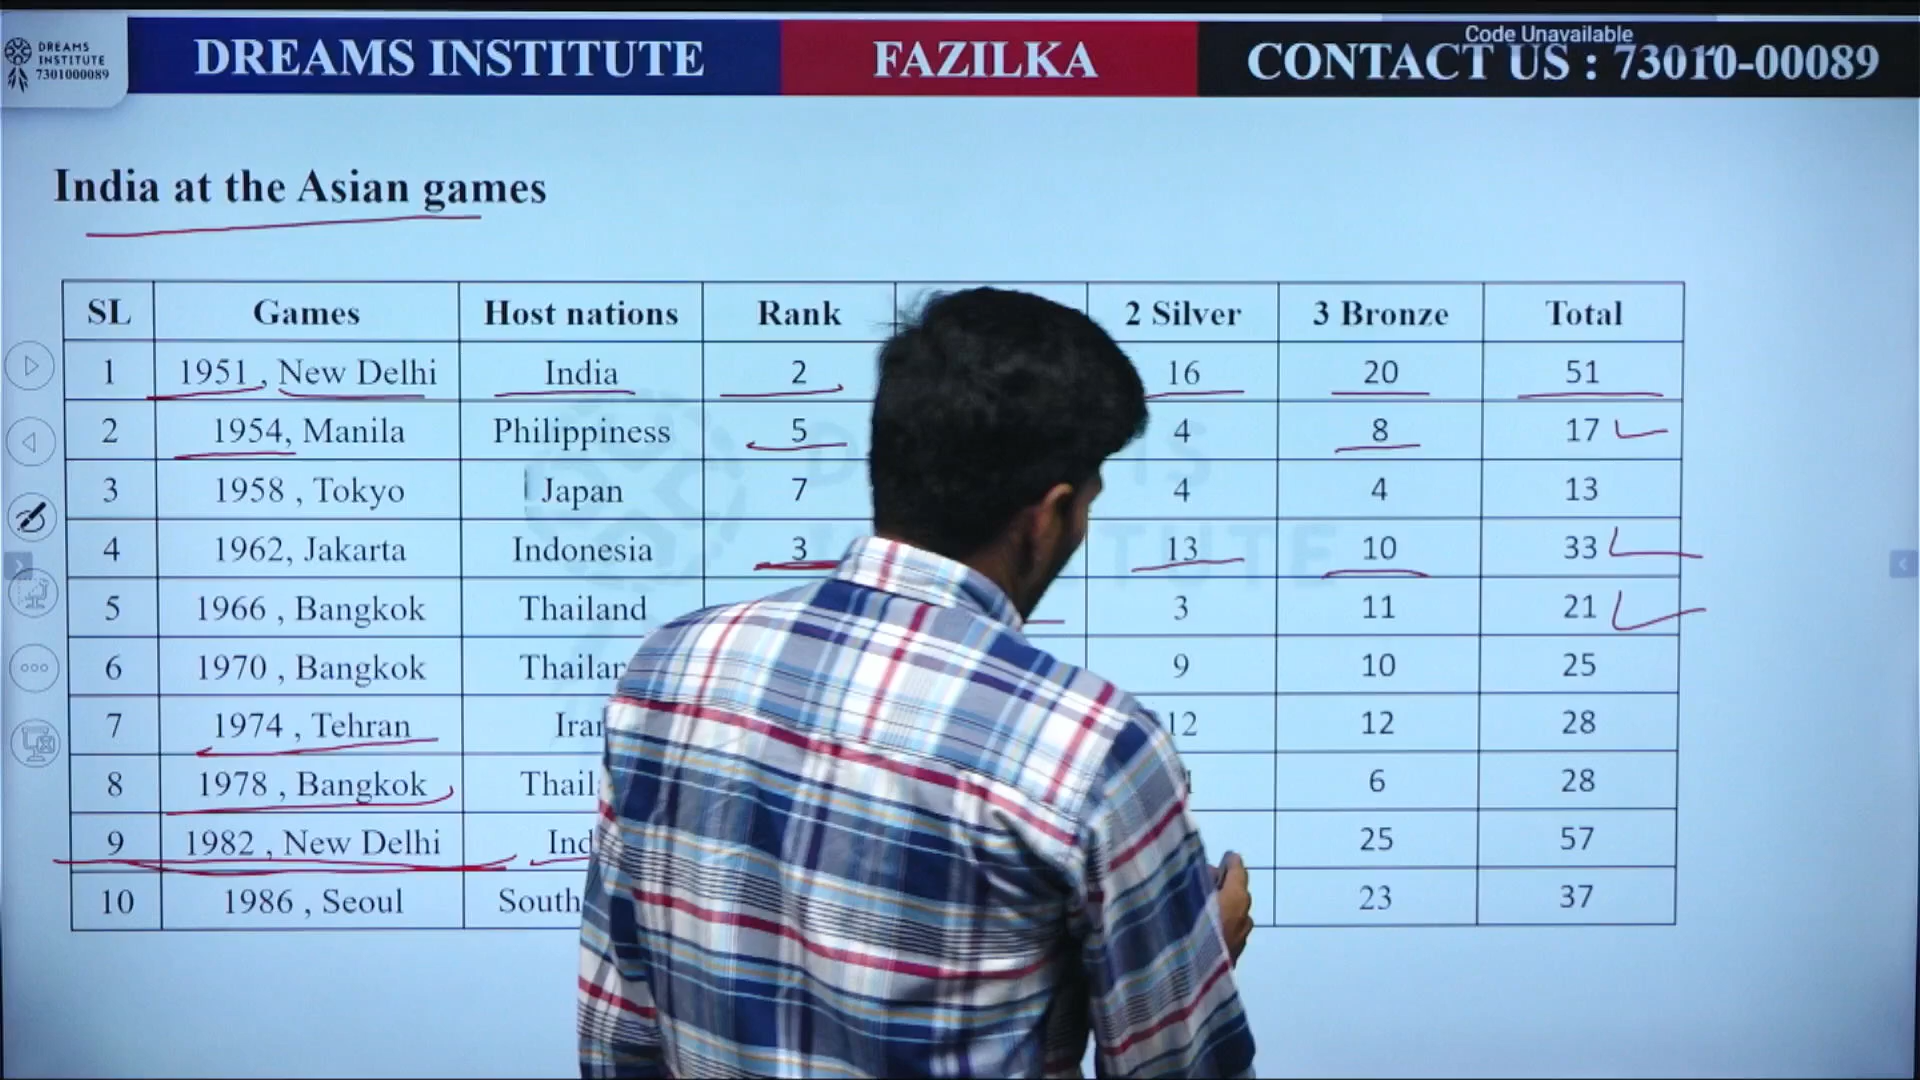 DREAMS
INSTITUTE
7301000089
DREAMS INSTITUTE FAZILKA CONTACT US : 73010-00089
Code Unavailable
India at the Asian games
SL Games Host nations Rank 2 Silver 3 Bronze Total
1 1951 , New Delhi India 2 16 20 51
2 1954, Manila Philippiness 5 4 8 17
3 1958 , Tokyo Japan 7 4 4 13
4 1962, Jakarta Indonesia 3 13 10 33
5 1966 , Bangkok Thailand 3 11 21
6 1970 , Bangkok 9 10 25
7 1974 , Tehran 12 12 28
8 1978 , Bangkok 6 28
9 1982 , New Delhi 25 57
10 1986 , Seoul South 23 37